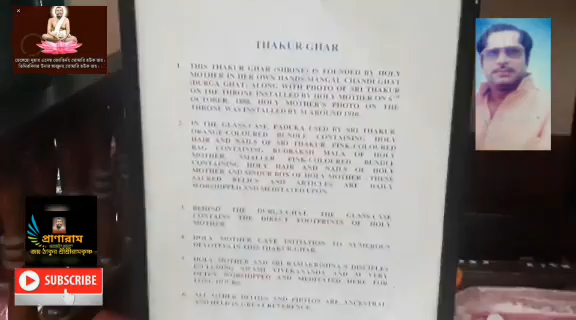 THAKUR GHAR
1. THIS THAKUR GHAR (SHRINE) IS FOUNDED BY HOLY
MOTHER IN HER OWN HANDS MANGAL CHANDI GHAT
(DURGA GHAT) ALONG WITH PHOTO OF SRI THAKUR
ON THE THRONE INSTALLED BY HOLY MOTHER ON 6TH
OCTOBER, 1888. HOLY MOTHER'S PHOTO ON THE
THRONE WAS INSTALLED BY M AROUND 1910.
2. IN THE GLASS-CASE, PADUKA USED BY SRI THAKUR
ORANGE-COLOURED BUNDLE CONTAINING HOLY
HAIR AND NAILS OF SRI THAKUR, PINK-COLOURED
BAG CONTAINING RUDRAKSH MALA OF HOLY
MOTHER, SMALLER PINK-COLOURED BUNDLE
CONTAINING HOLY HAIR AND NAILS OF HOLY
MOTHER AND SINDUR BOX OF HOLY MOTHER THESE
SACRED RELICS AND ARTICLES ARE DAILY
WORSHIPPED AND MEDITATED UPON.
BEHIND THE DURGA-GHAT, THE GLASS-CASE
CONTAINS THE DIRECT FOOTPRINTS OF HOLY
MOTHER
HOLY MOTHER GAVE INITIATION TO NUMEROUS
DEVOTEES IN THIS THAKUR GHAR.
HOLY MOTHER AND SRI RAMAKRISHNA'S DISCIPLES
INCLUDING SWAMI VIVEKANANDA AND M VERY
OFTEN WORSHIPPED AND MEDITATED HERE FOR
LONG HOURS.
ALL OTHER DEITIES AND PHOTOS ARE ANCESTRAL
AND HELD IN GREAT REVERENCE.
প্রাণারাম
জয় ঠাকুর শ্রীশ্রীরামকৃষ্ণ
SUBSCRIBE